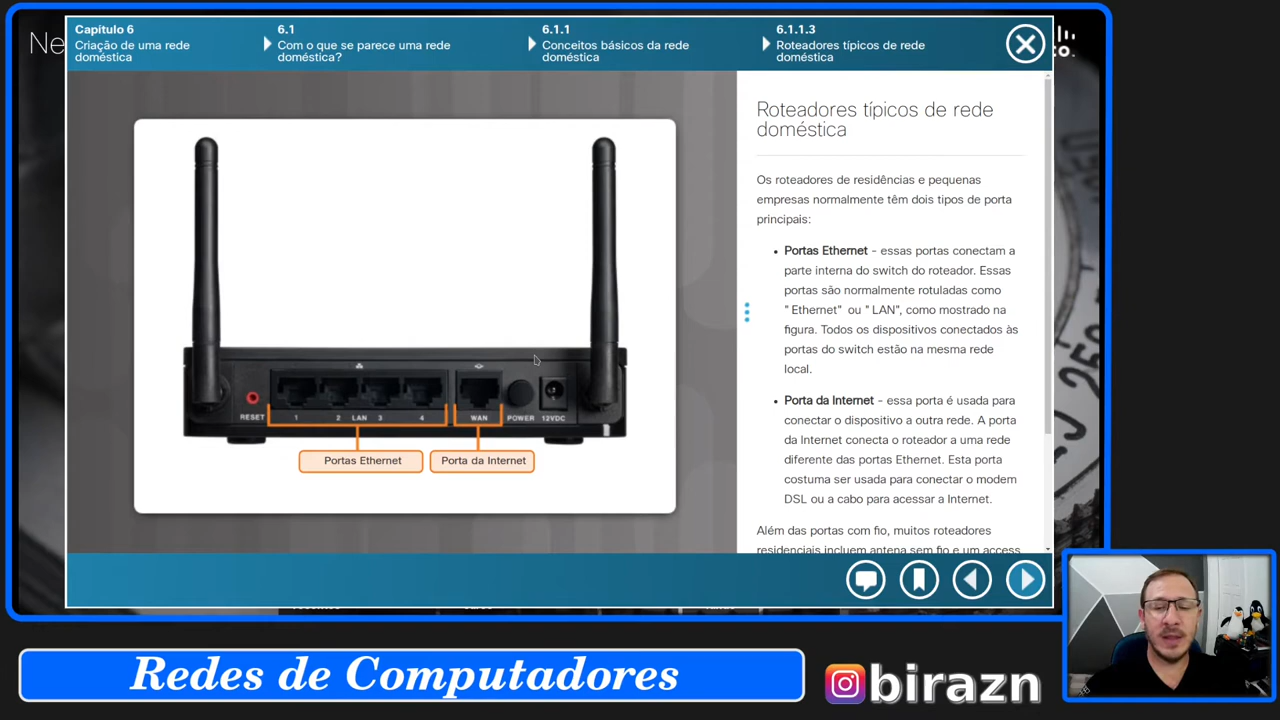 Ne
Capítulo 6
Criação de uma rede
doméstica
6.1
Com o que se parece uma rede
doméstica?
6.1.1
Conceitos básicos da rede
doméstica
6.1.1.3
Roteadores típicos de rede
doméstica
RESET
1 2 LAN 3 4
WAN
POWER
12VDC
Portas Ethernet
Porta da Internet
Roteadores típicos de rede
doméstica
Os roteadores de residências e pequenas
empresas normalmente têm dois tipos de porta
principais:
• Portas Ethernet - essas portas conectam a
parte interna do switch do roteador. Essas
portas são normalmente rotuladas como
"Ethernet" ou "LAN", como mostrado na
figura. Todos os dispositivos conectados às
portas do switch estão na mesma rede
local.
• Porta da Internet - essa porta é usada para
conectar o dispositivo a outra rede. A porta
da Internet conecta o roteador a uma rede
diferente das portas Ethernet. Esta porta
costuma ser usada para conectar o modem
DSL ou a cabo para acessar a Internet.
Além das portas com fio, muitos roteadores
residenciais incluem antena sem fio e um access
Redes de Computadores
birazn